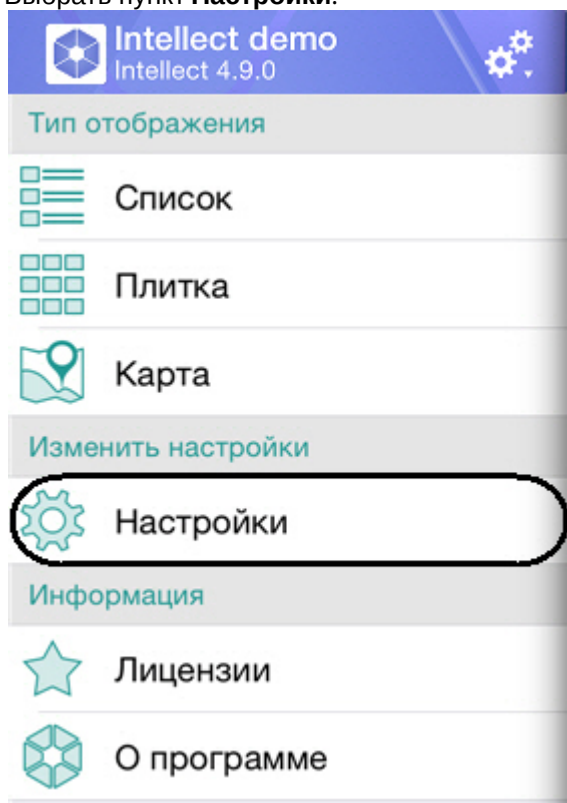 Выбрать пункт Настройки.
Intellect demo
Intellect 4.9.0
Тип отображения
Список
Плитка
Карта
Изменить настройки
Настройки
Информация
Лицензии
О программе